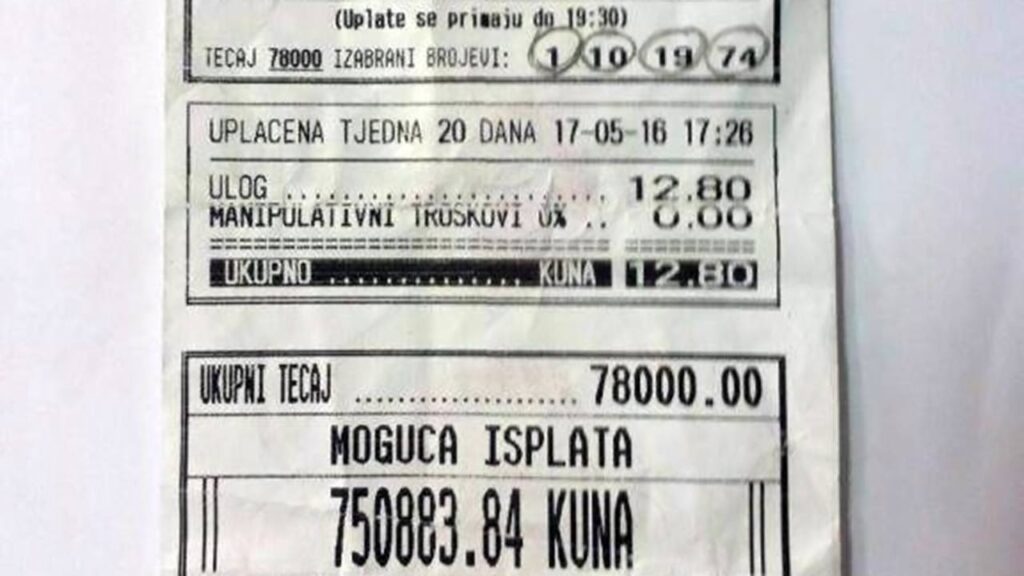 (Uplate se primaju do 19:30)
TECAJ 78000 IZABRANI BROJEVI: 1 10 19 74
UPLACENA TJEDNA 20 DANA 17-05-16 17:26
ULOG ........................ 12.80
MANIPULATIVNI TROSKOVI 0% .. 0.00
============================= =========
UKUPNO .............. KUNA 12.80
UKUPNI TECAJ ..................... 78000.00
MOGUCA ISPLATA
750883.84 KUNA